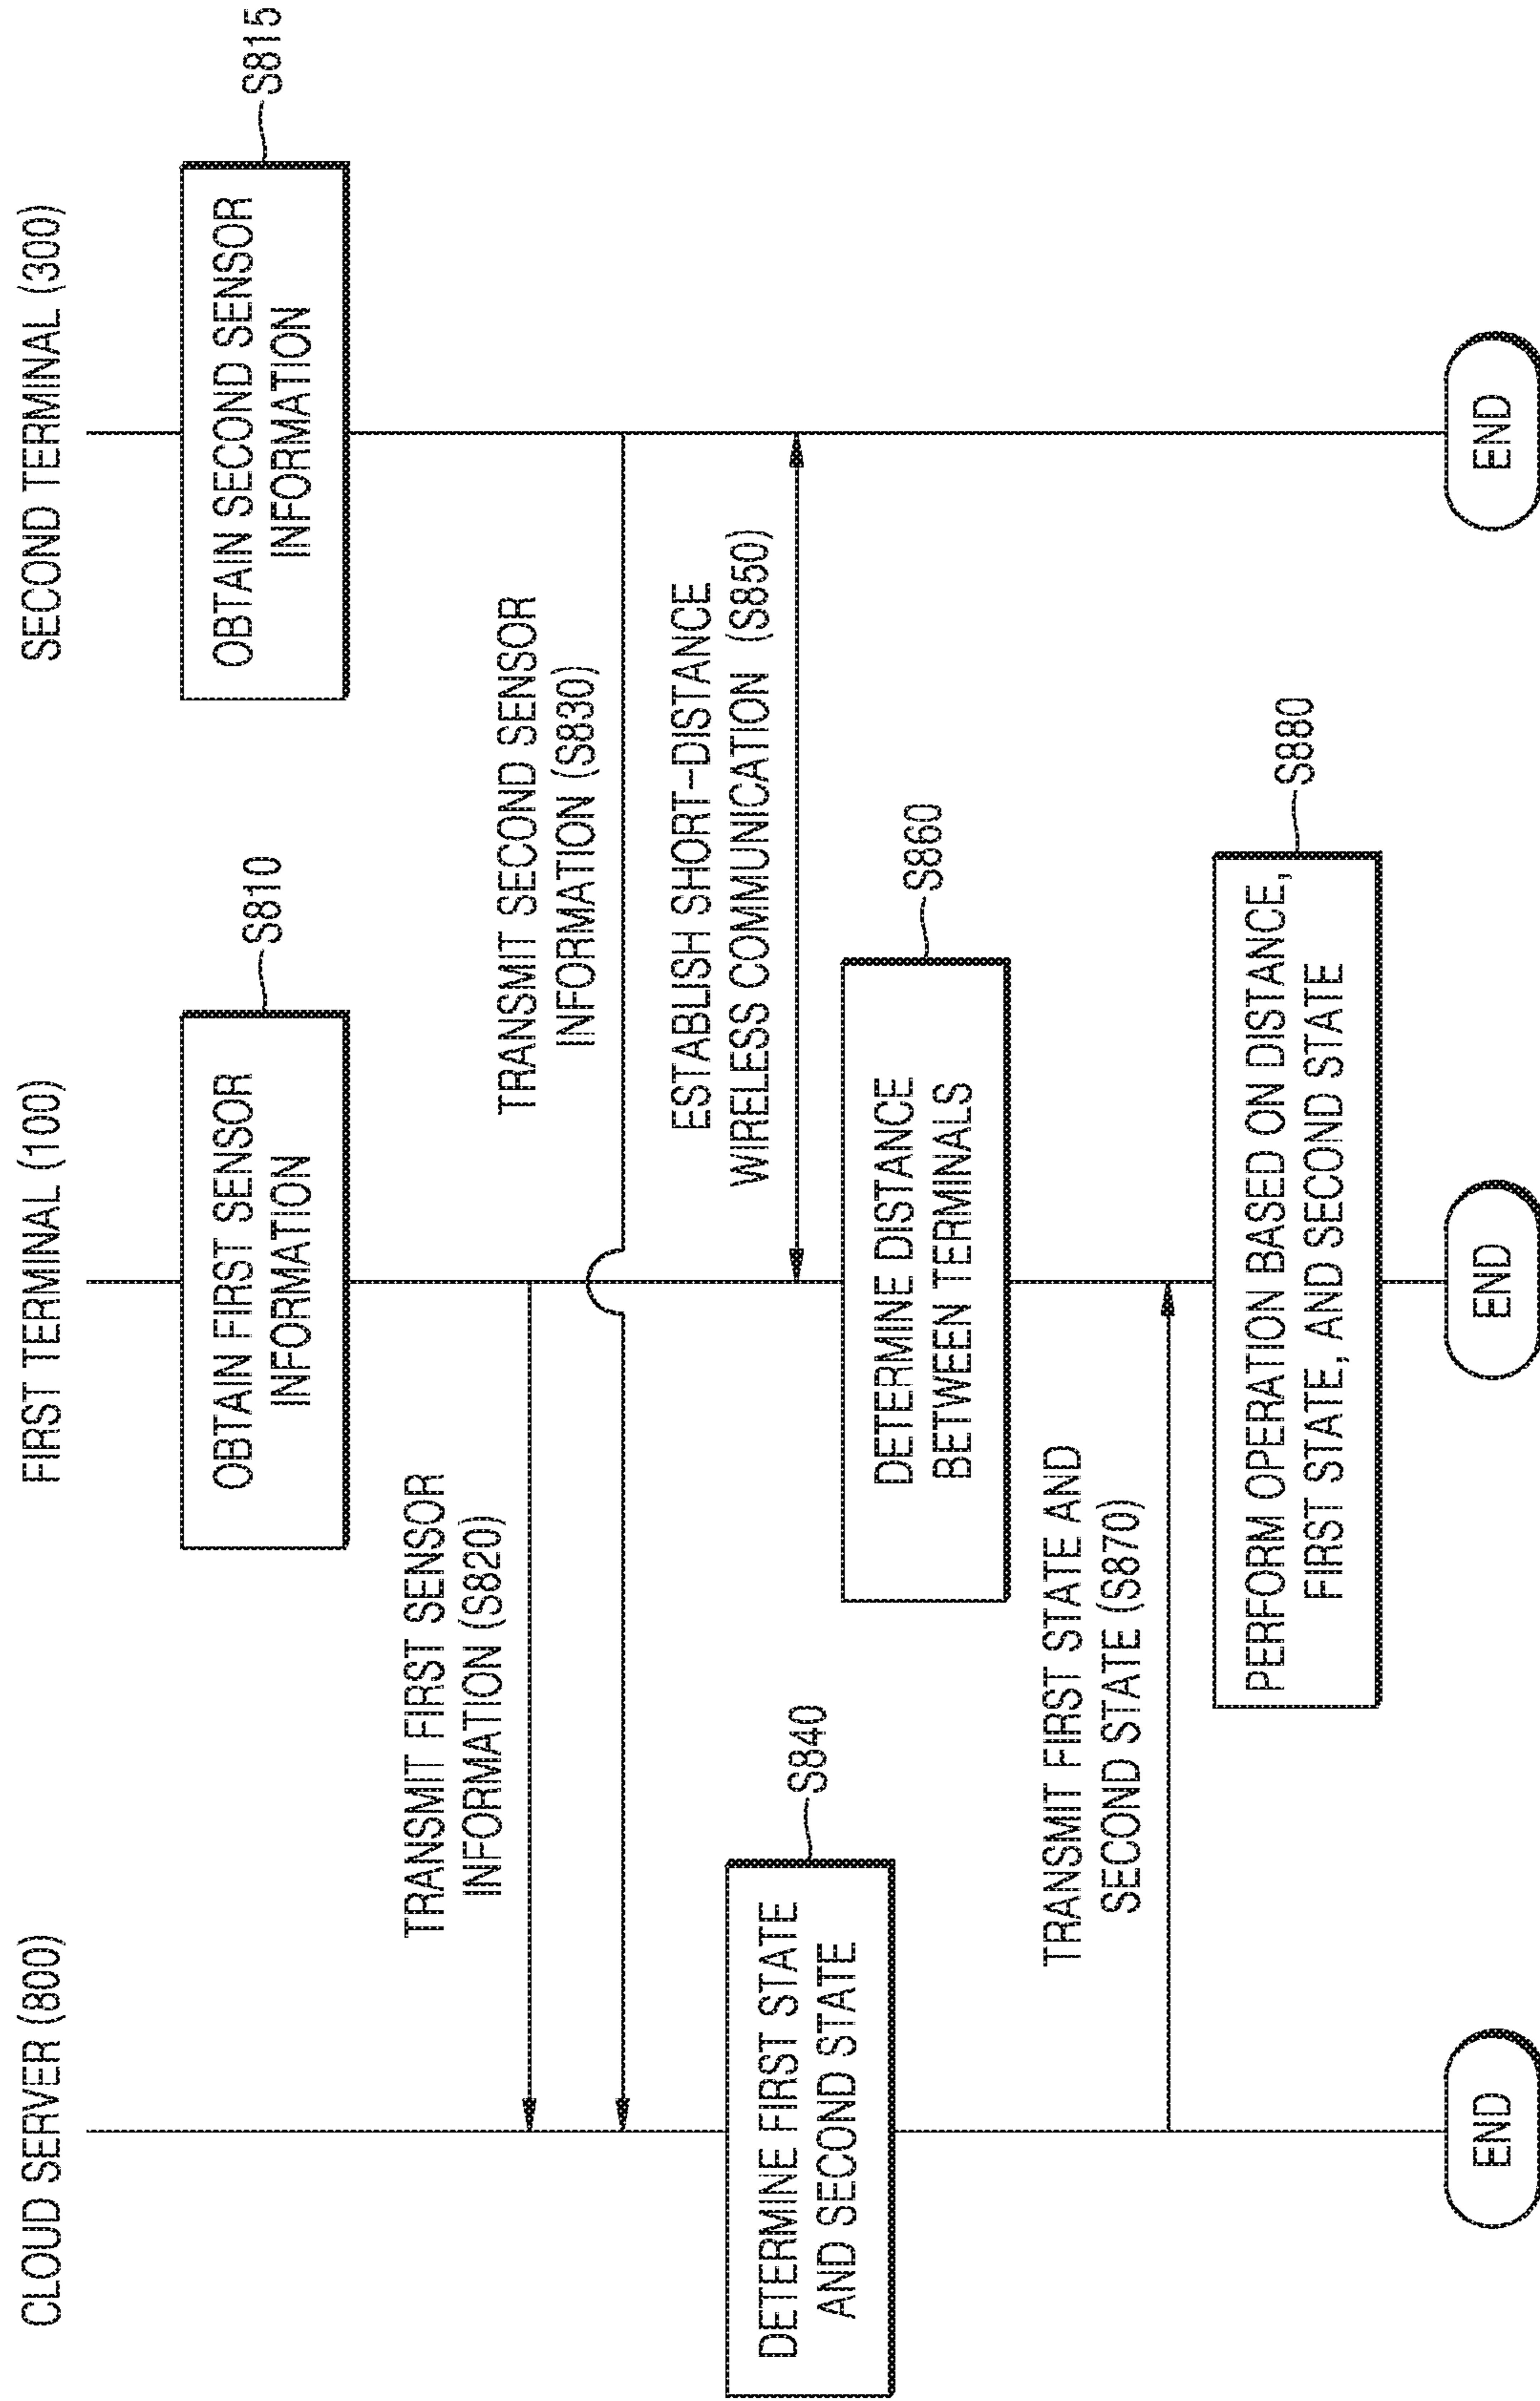 CLOUD SERVER (800)
FIRST TERMINAL (100)
SECOND TERMINAL (300)
OBTAIN FIRST SENSOR
INFORMATION
S810
OBTAIN SECOND SENSOR
INFORMATION
S815
TRANSMIT FIRST SENSOR
INFORMATION (S820)
TRANSMIT SECOND SENSOR
INFORMATION (S830)
DETERMINE FIRST STATE
AND SECOND STATE
S840
ESTABLISH SHORT-DISTANCE
WIRELESS COMMUNICATION (S850)
DETERMINE DISTANCE
BETWEEN TERMINALS
S860
TRANSMIT FIRST STATE AND
SECOND STATE (S870)
PERFORM OPERATION BASED ON DISTANCE,
FIRST STATE, AND SECOND STATE
S880
END
END
END